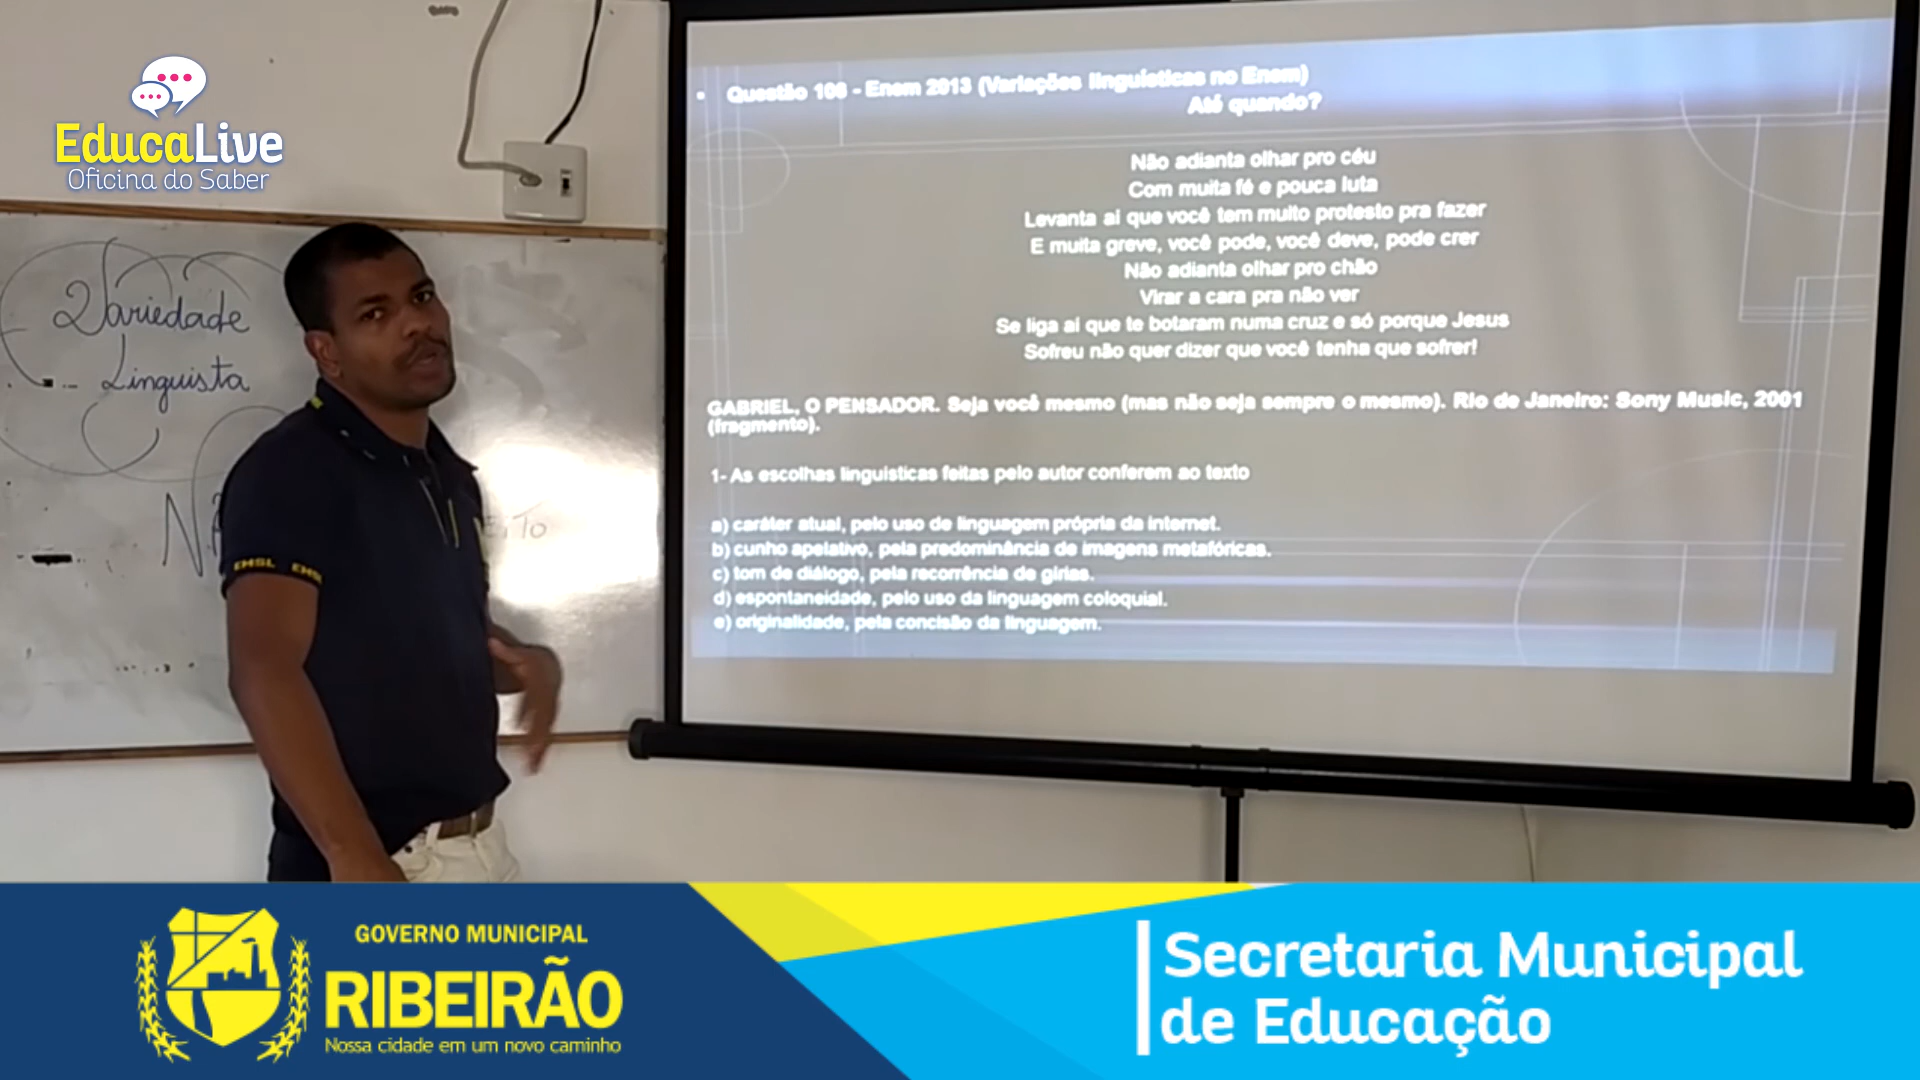 EducaLive
Oficina do Saber
Variedade
Linguista
EMSL
• Questão 108 - Enem 2013 (Variações linguísticas no Enem)
Até quando?
Não adianta olhar pro céu
Com muita fé e pouca luta
Levanta aí que você tem muito protesto pra fazer
E muita greve, você pode, você deve, pode crer
Não adianta olhar pro chão
Virar a cara pra não ver
Se liga aí que te botaram numa cruz e só porque Jesus
Sofreu não quer dizer que você tenha que sofrer!
GABRIEL, O PENSADOR. Seja você mesmo (mas não seja sempre o mesmo). Rio de Janeiro: Sony Music, 2001
(fragmento).
1- As escolhas linguísticas feitas pelo autor conferem ao texto
a) caráter atual, pelo uso de linguagem própria da internet.
b) cunho apelativo, pela predominância de imagens metafóricas.
c) tom de diálogo, pela recorrência de gírias.
d) espontaneidade, pelo uso da linguagem coloquial.
e) originalidade, pela concisão da linguagem.
GOVERNO MUNICIPAL
RIBEIRÃO
Nossa cidade em um novo caminho
Secretaria Municipal
de Educação